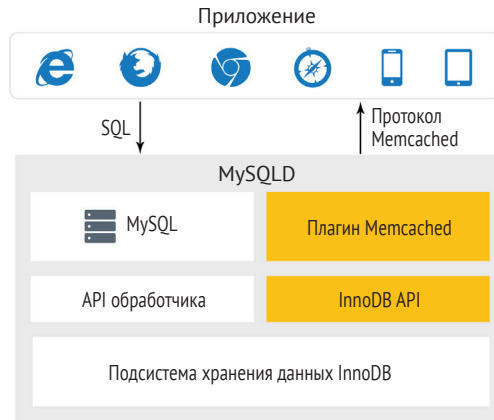 Приложение
SQL
Протокол
Memcached
MySQLD
MySQL
Плагин Memcached
API обработчика
InnoDB API
Подсистема хранения данных InnoDB